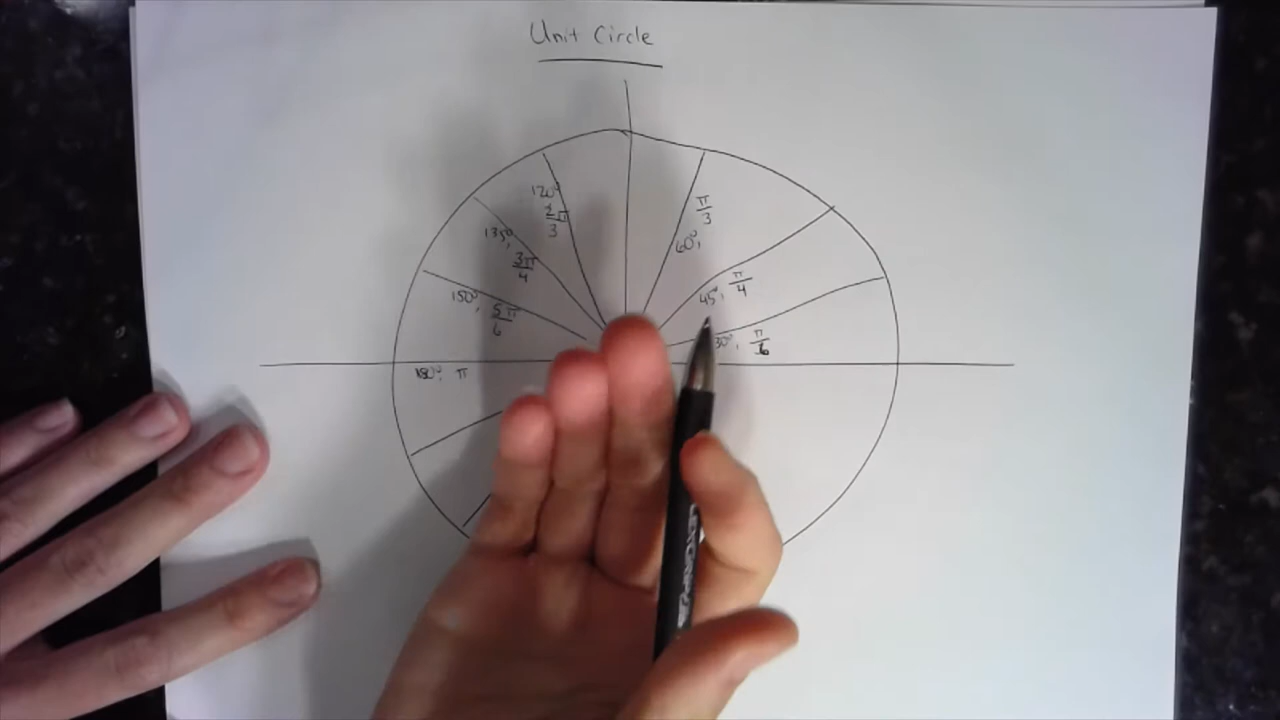 Unit Circle
120°
2π
3
135°,
3π
4
150°,
5π
6
180°, π
π
3
60°,
45°, π
4
30°, π
6